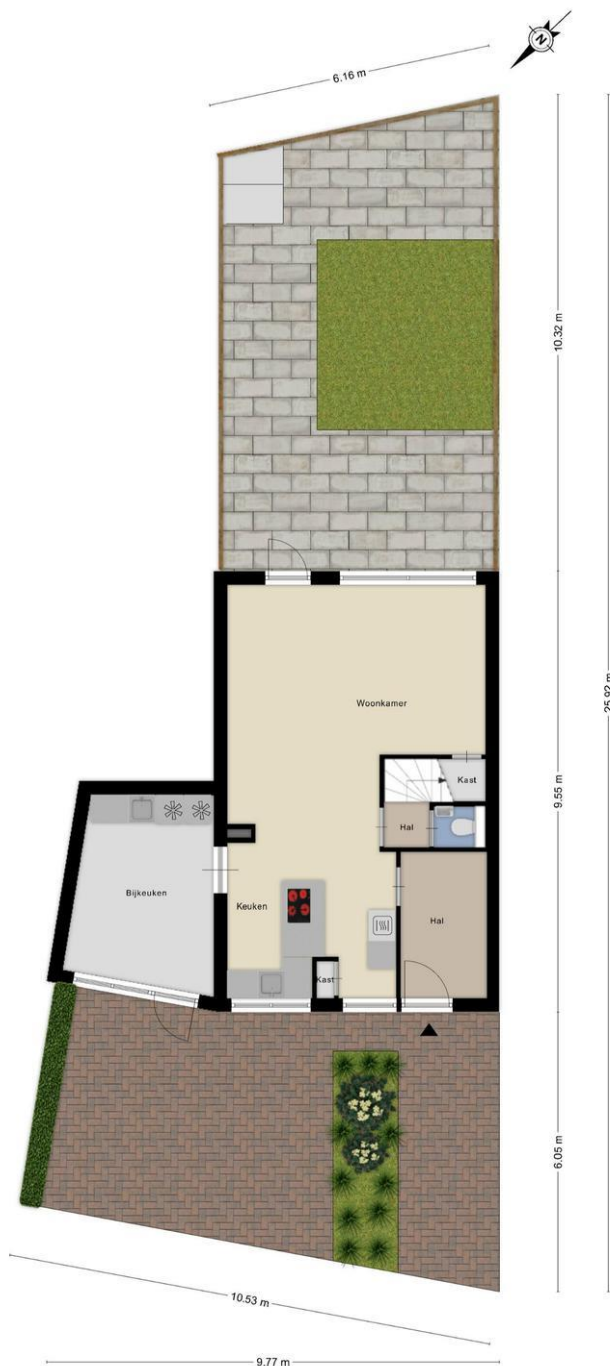 N
6.16 m
10.32 m
25.92 m
Woonkamer
9.55 m
Kast
Hal
Bijkeuken
Keuken
Hal
Kast
6.05 m
10.53 m
9.77 m